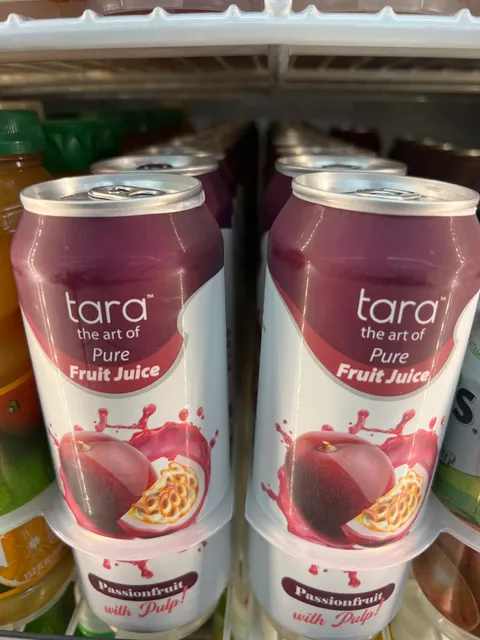 tara™
the art of
Pure
Fruit Juice
Passionfruit
with Pulp!
tara™
the art of
Pure
Fruit Juice
Passionfruit
with Pulp!